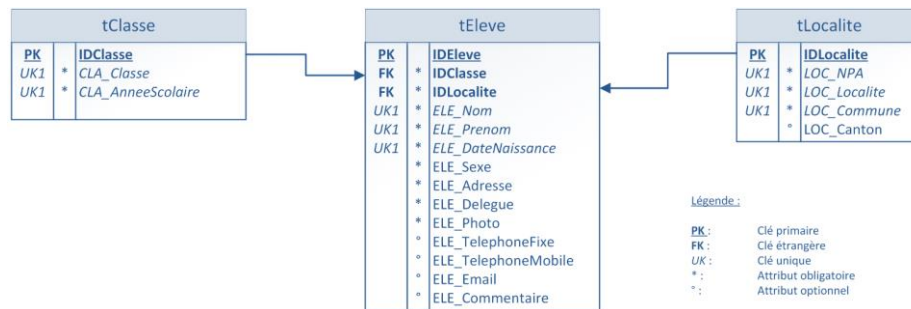 tClasse
PK IDClasse
UK1 * CLA_Classe
UK1 * CLA_AnneeScolaire
tEleve
PK IDEleve
FK * IDClasse
FK * IDLocalite
UK1 * ELE_Nom
UK1 * ELE_Prenom
UK1 * ELE_DateNaissance
* ELE_Sexe
* ELE_Adresse
* ELE_Delegue
* ELE_Photo
° ELE_TelephoneFixe
° ELE_TelephoneMobile
° ELE_Email
° ELE_Commentaire
tLocalite
PK IDLocalite
UK1 * LOC_NPA
UK1 * LOC_Localite
UK1 * LOC_Commune
° LOC_Canton
Légende :
PK : Clé primaire
FK : Clé étrangère
UK : Clé unique
* : Attribut obligatoire
° : Attribut optionnel